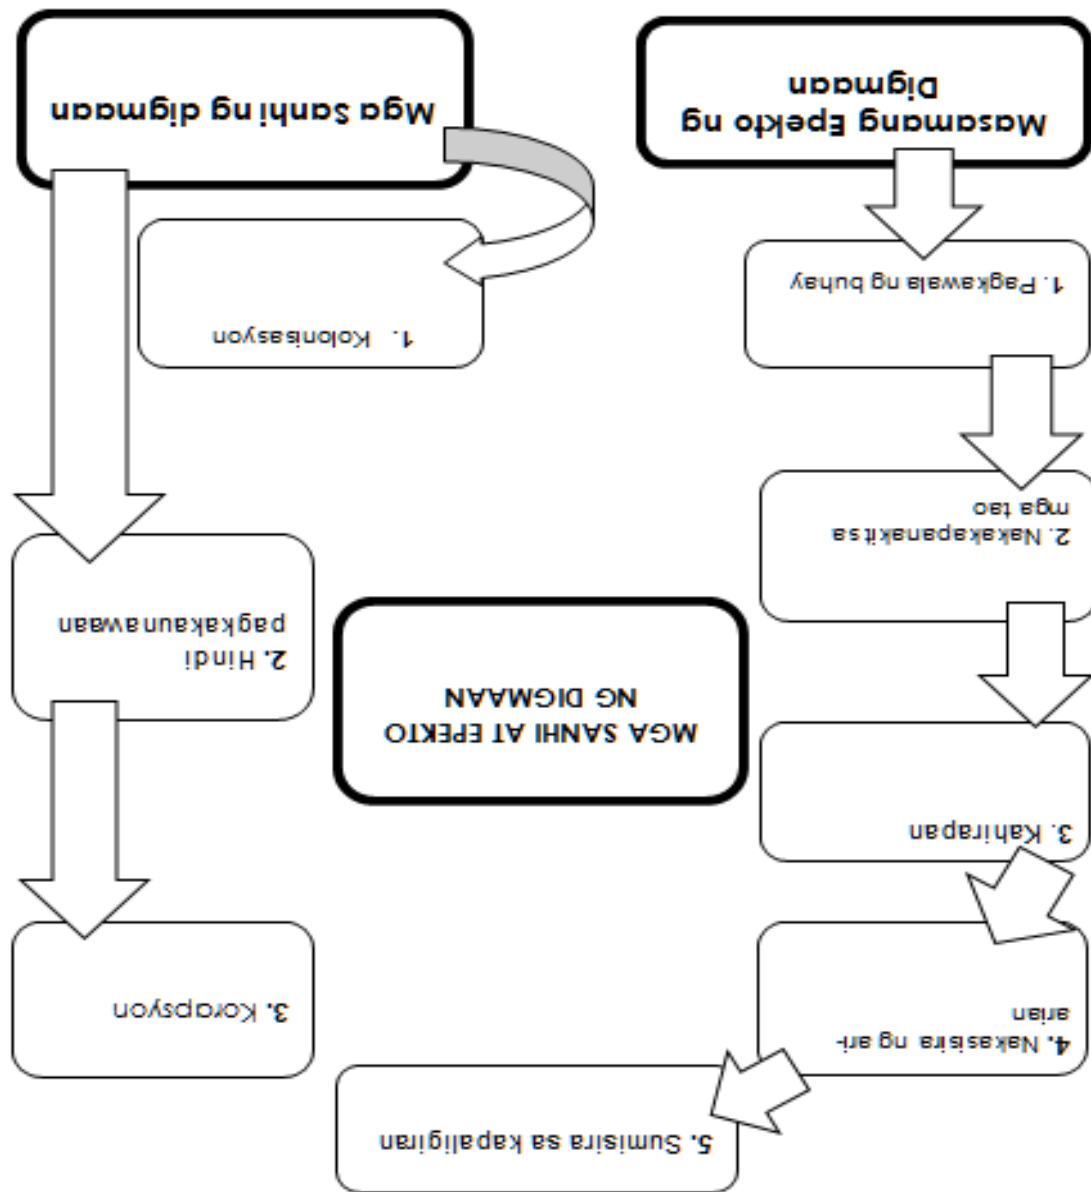 Mga Sanhi ng digmaan
1. Kolonisasyon
2. Hindi
pagkakaunawaan
3. Korapsyon
MGA SANHI AT EPEKTO
NG DIGMAAN
Masamang Epekto ng
Digmaan
1. Pagkawala ng buhay
2. Nakakapanakitsa
mga tao
3. Kahirapan
4. Nakasisira ng ari-
arian
5. Sumisira sa kapaligiran